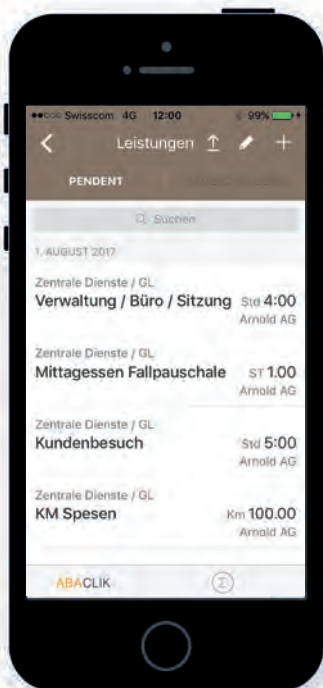 Swisscom 4G 12:00 99%
Leistungen
PENDENT
Suchen
1. AUGUST 2017
Zentrale Dienste / GL
Verwaltung / Büro / Sitzung Std 4:00
Arnold AG
Zentrale Dienste / GL
Mittagessen Fallpauschale ST 1.00
Arnold AG
Zentrale Dienste / GL
Kundenbesuch Std 5:00
Arnold AG
Zentrale Dienste / GL
KM Spesen Km 100.00
Arnold AG
ABACLIK Σ